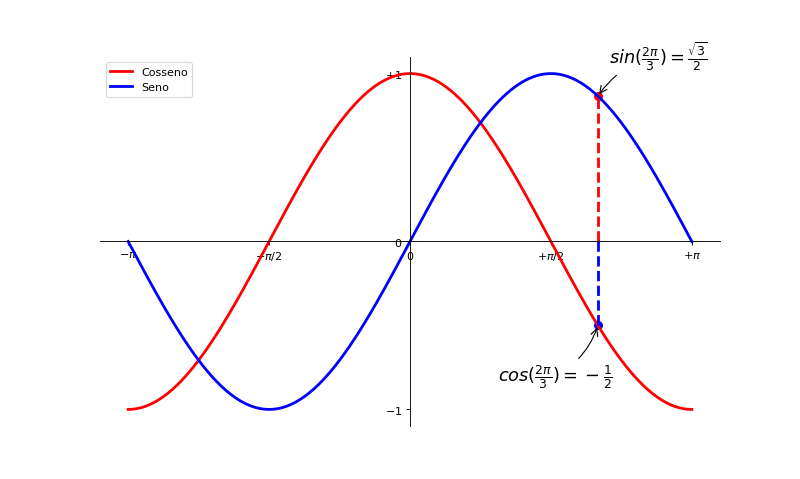 sin(2π/3) = √3/2
+1
Cosseno
Seno
0
−π
−π/2
0
+π/2
+π
cos(2π/3) = −1/2
−1